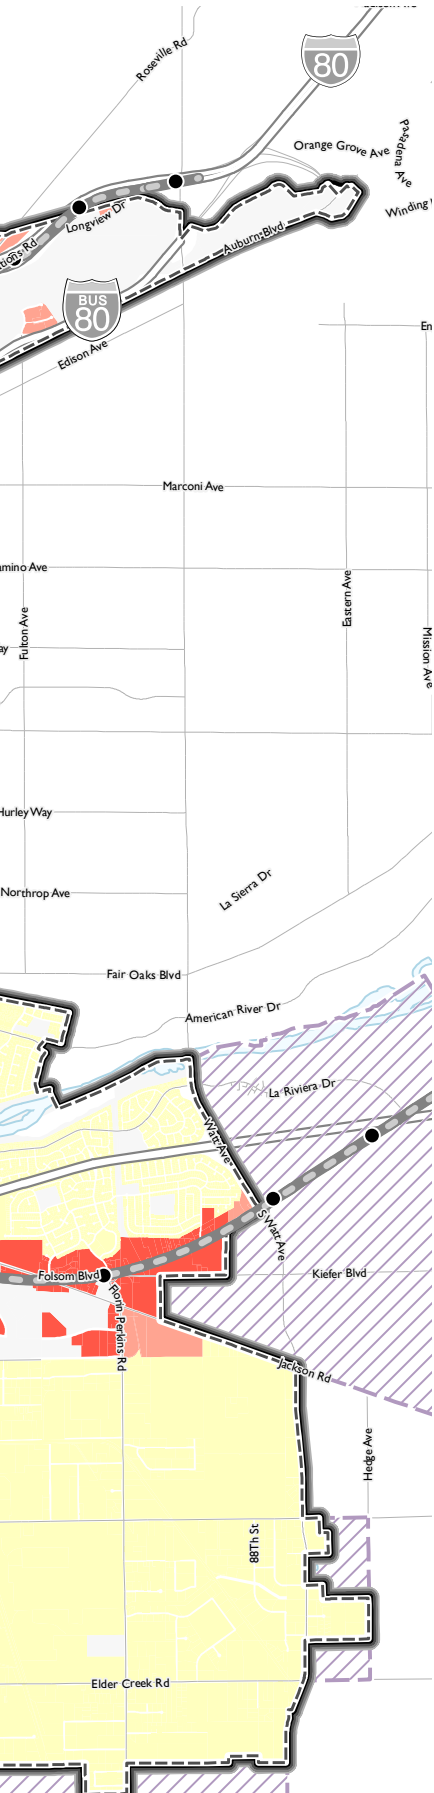 Roseville Rd
80
Orange Grove Ave
Pasadena Ave
Winding
Longview Dr
Auburn Blvd
BUS
80
Edison Ave
En
Marconi Ave
amino Ave
Fulton Ave
Eastern Ave
Mission Ave
ay
Hurley Way
La Sierra Dr
Northrop Ave
Fair Oaks Blvd
American River Dr
La Riviera Dr
Watt Ave
S Watt Ave
Folsom Blvd
Kiefer Blvd
Florin Perkins Rd
Jackson Rd
Hedge Ave
88Th St
Elder Creek Rd